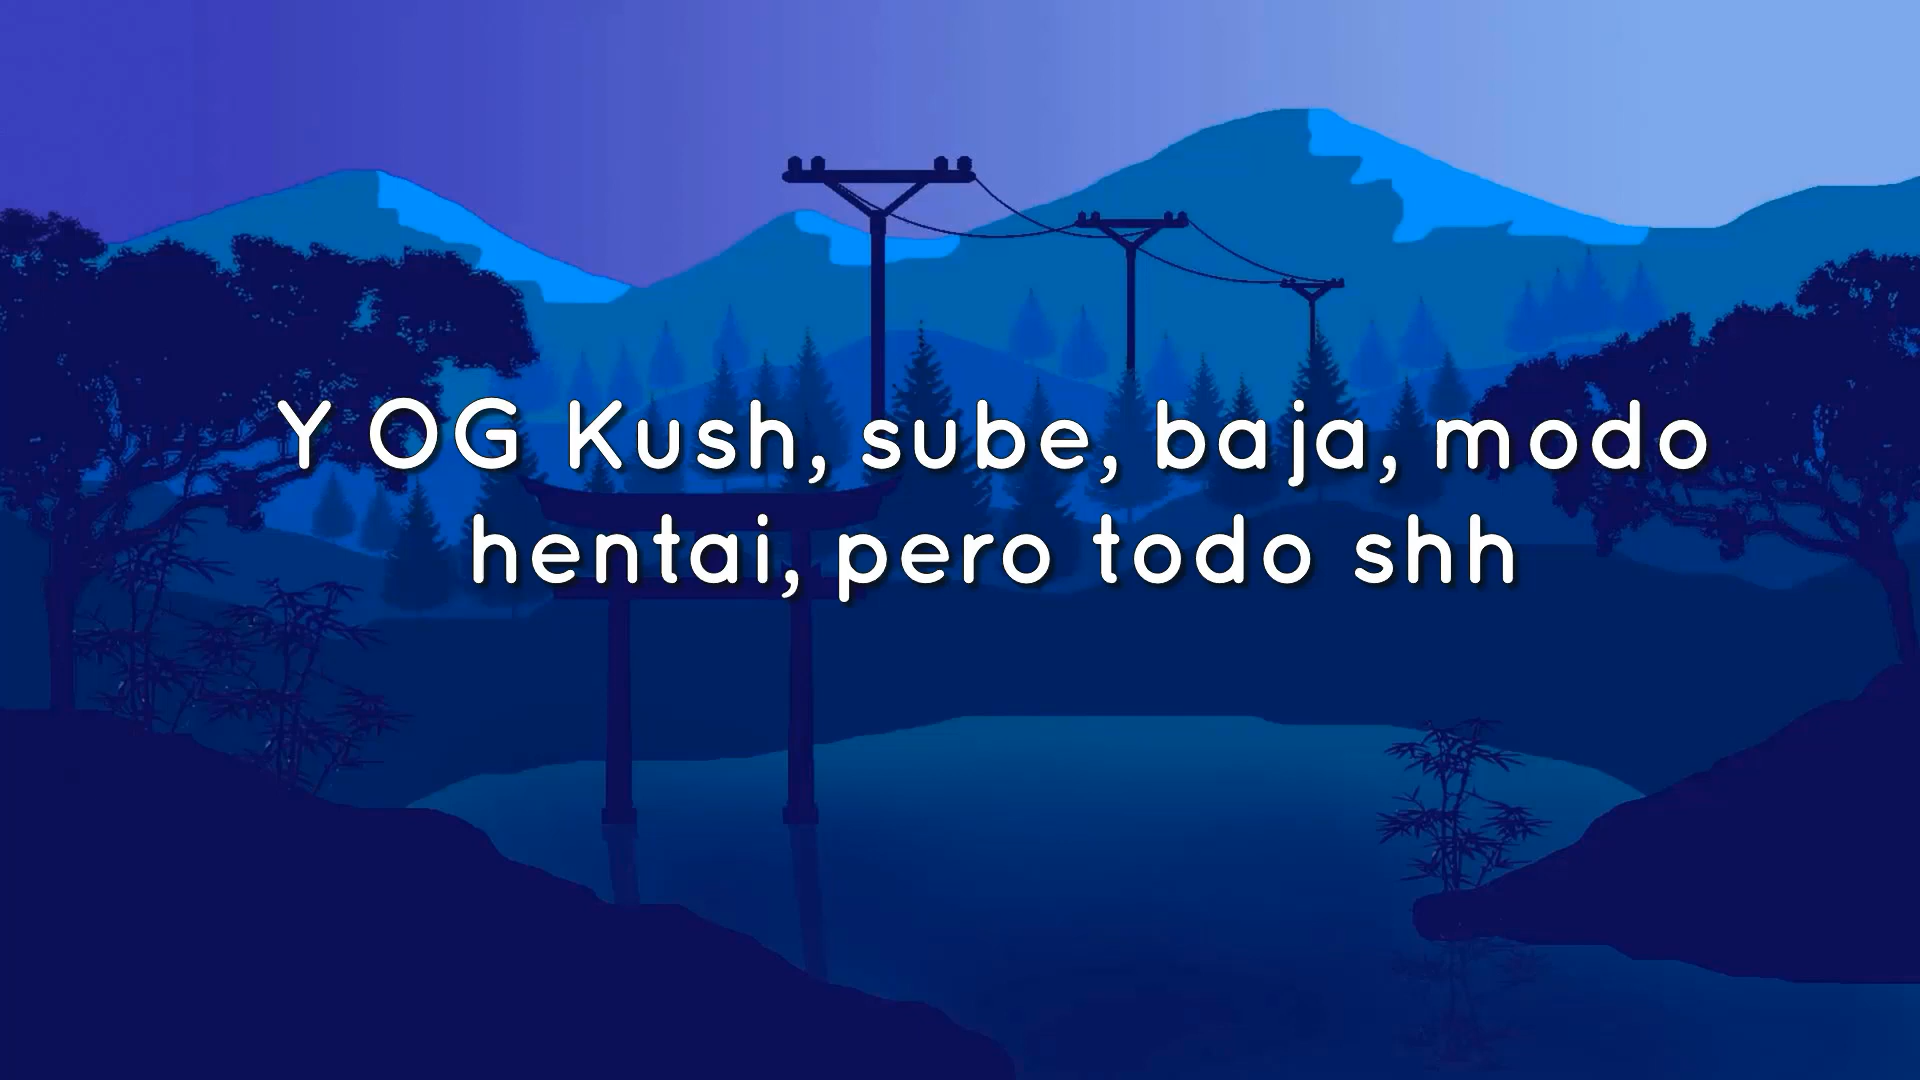 Y OG Kush, sube, baja, modo
hentai, pero todo shh